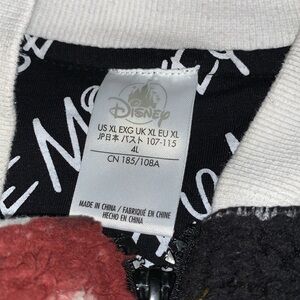 Disney
US XL EXG UK XL EU XL
JP日本 バスト 107-115
4L
CN 185/108A
MADE IN CHINA / FABRIQUÉ EN CHINE
HECHO EN CHINA